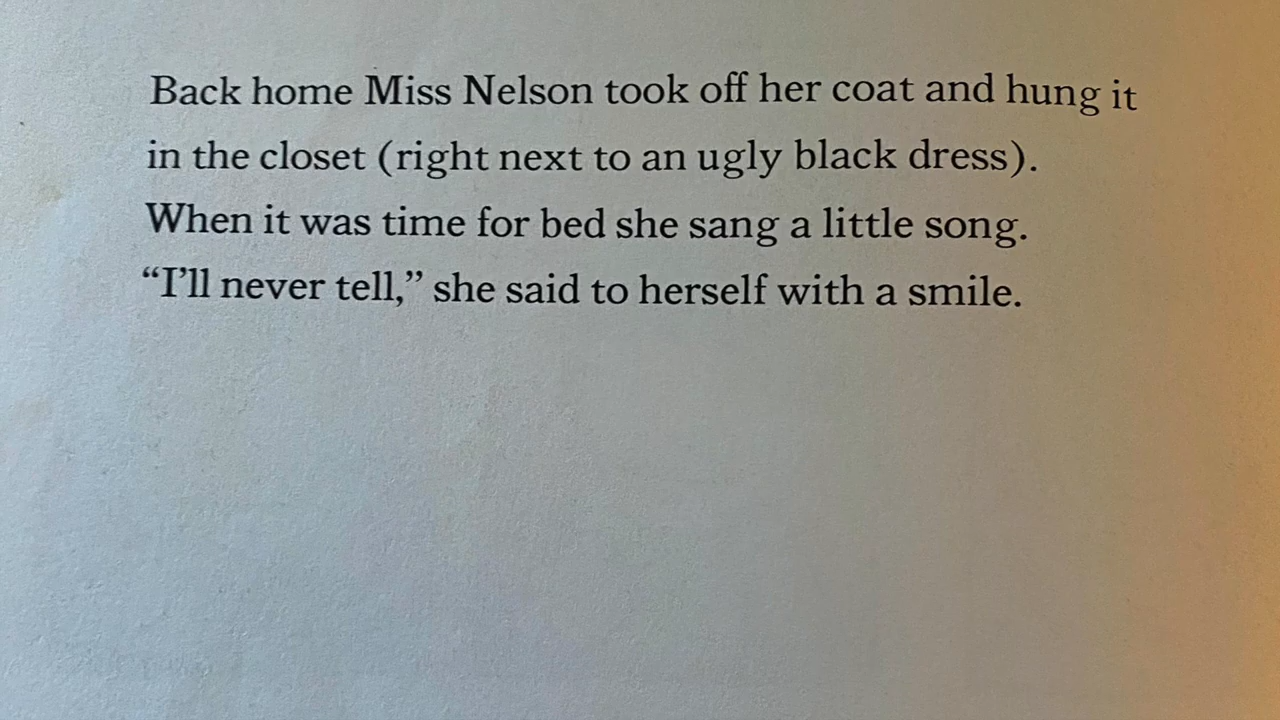 Back home Miss Nelson took off her coat and hung it
in the closet (right next to an ugly black dress).
When it was time for bed she sang a little song.
“I’ll never tell,” she said to herself with a smile.